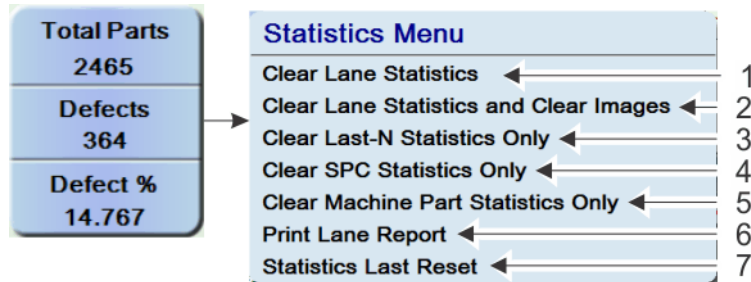 Total Parts
2465
Defects
364
Defect %
14.767
Statistics Menu
Clear Lane Statistics
1
Clear Lane Statistics and Clear Images
2
Clear Last-N Statistics Only
3
Clear SPC Statistics Only
4
Clear Machine Part Statistics Only
5
Print Lane Report
6
Statistics Last Reset
7